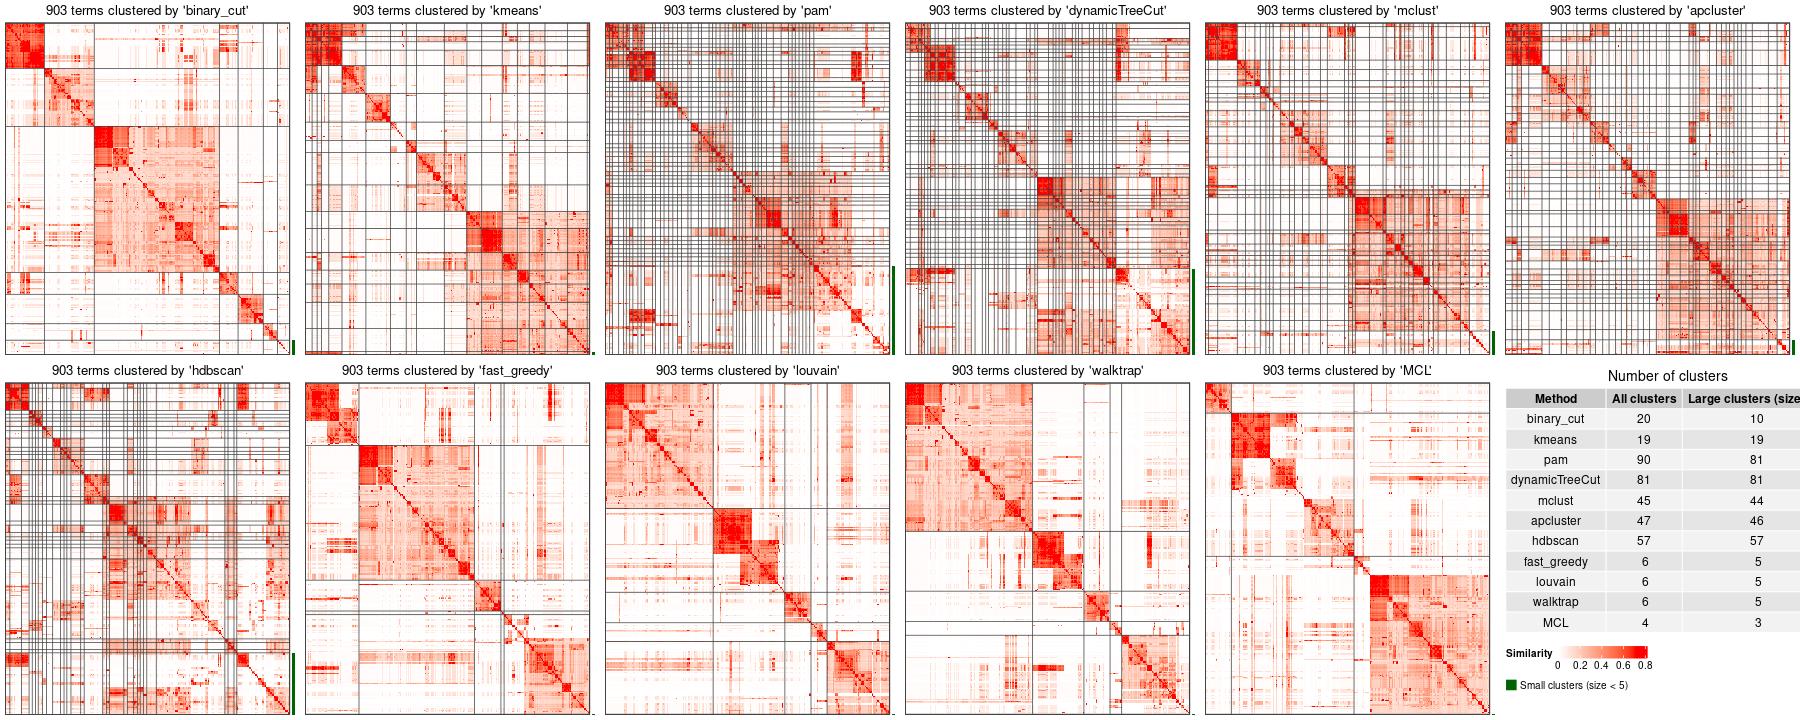 903 terms clustered by 'binary_cut'
903 terms clustered by 'kmeans'
903 terms clustered by 'pam'
903 terms clustered by 'dynamicTreeCut'
903 terms clustered by 'mclust'
903 terms clustered by 'apcluster'
903 terms clustered by 'hdbscan'
903 terms clustered by 'fast_greedy'
903 terms clustered by 'louvain'
903 terms clustered by 'walktrap'
903 terms clustered by 'MCL'
Number of clusters
Method All clusters Large clusters (size
binary_cut 20 10
kmeans 19 19
pam 90 81
dynamicTreeCut 81 81
mclust 45 44
apcluster 47 46
hdbscan 57 57
fast_greedy 6 5
louvain 6 5
walktrap 6 5
MCL 4 3
Similarity
0 0.2 0.4 0.6 0.8
Small clusters (size < 5)